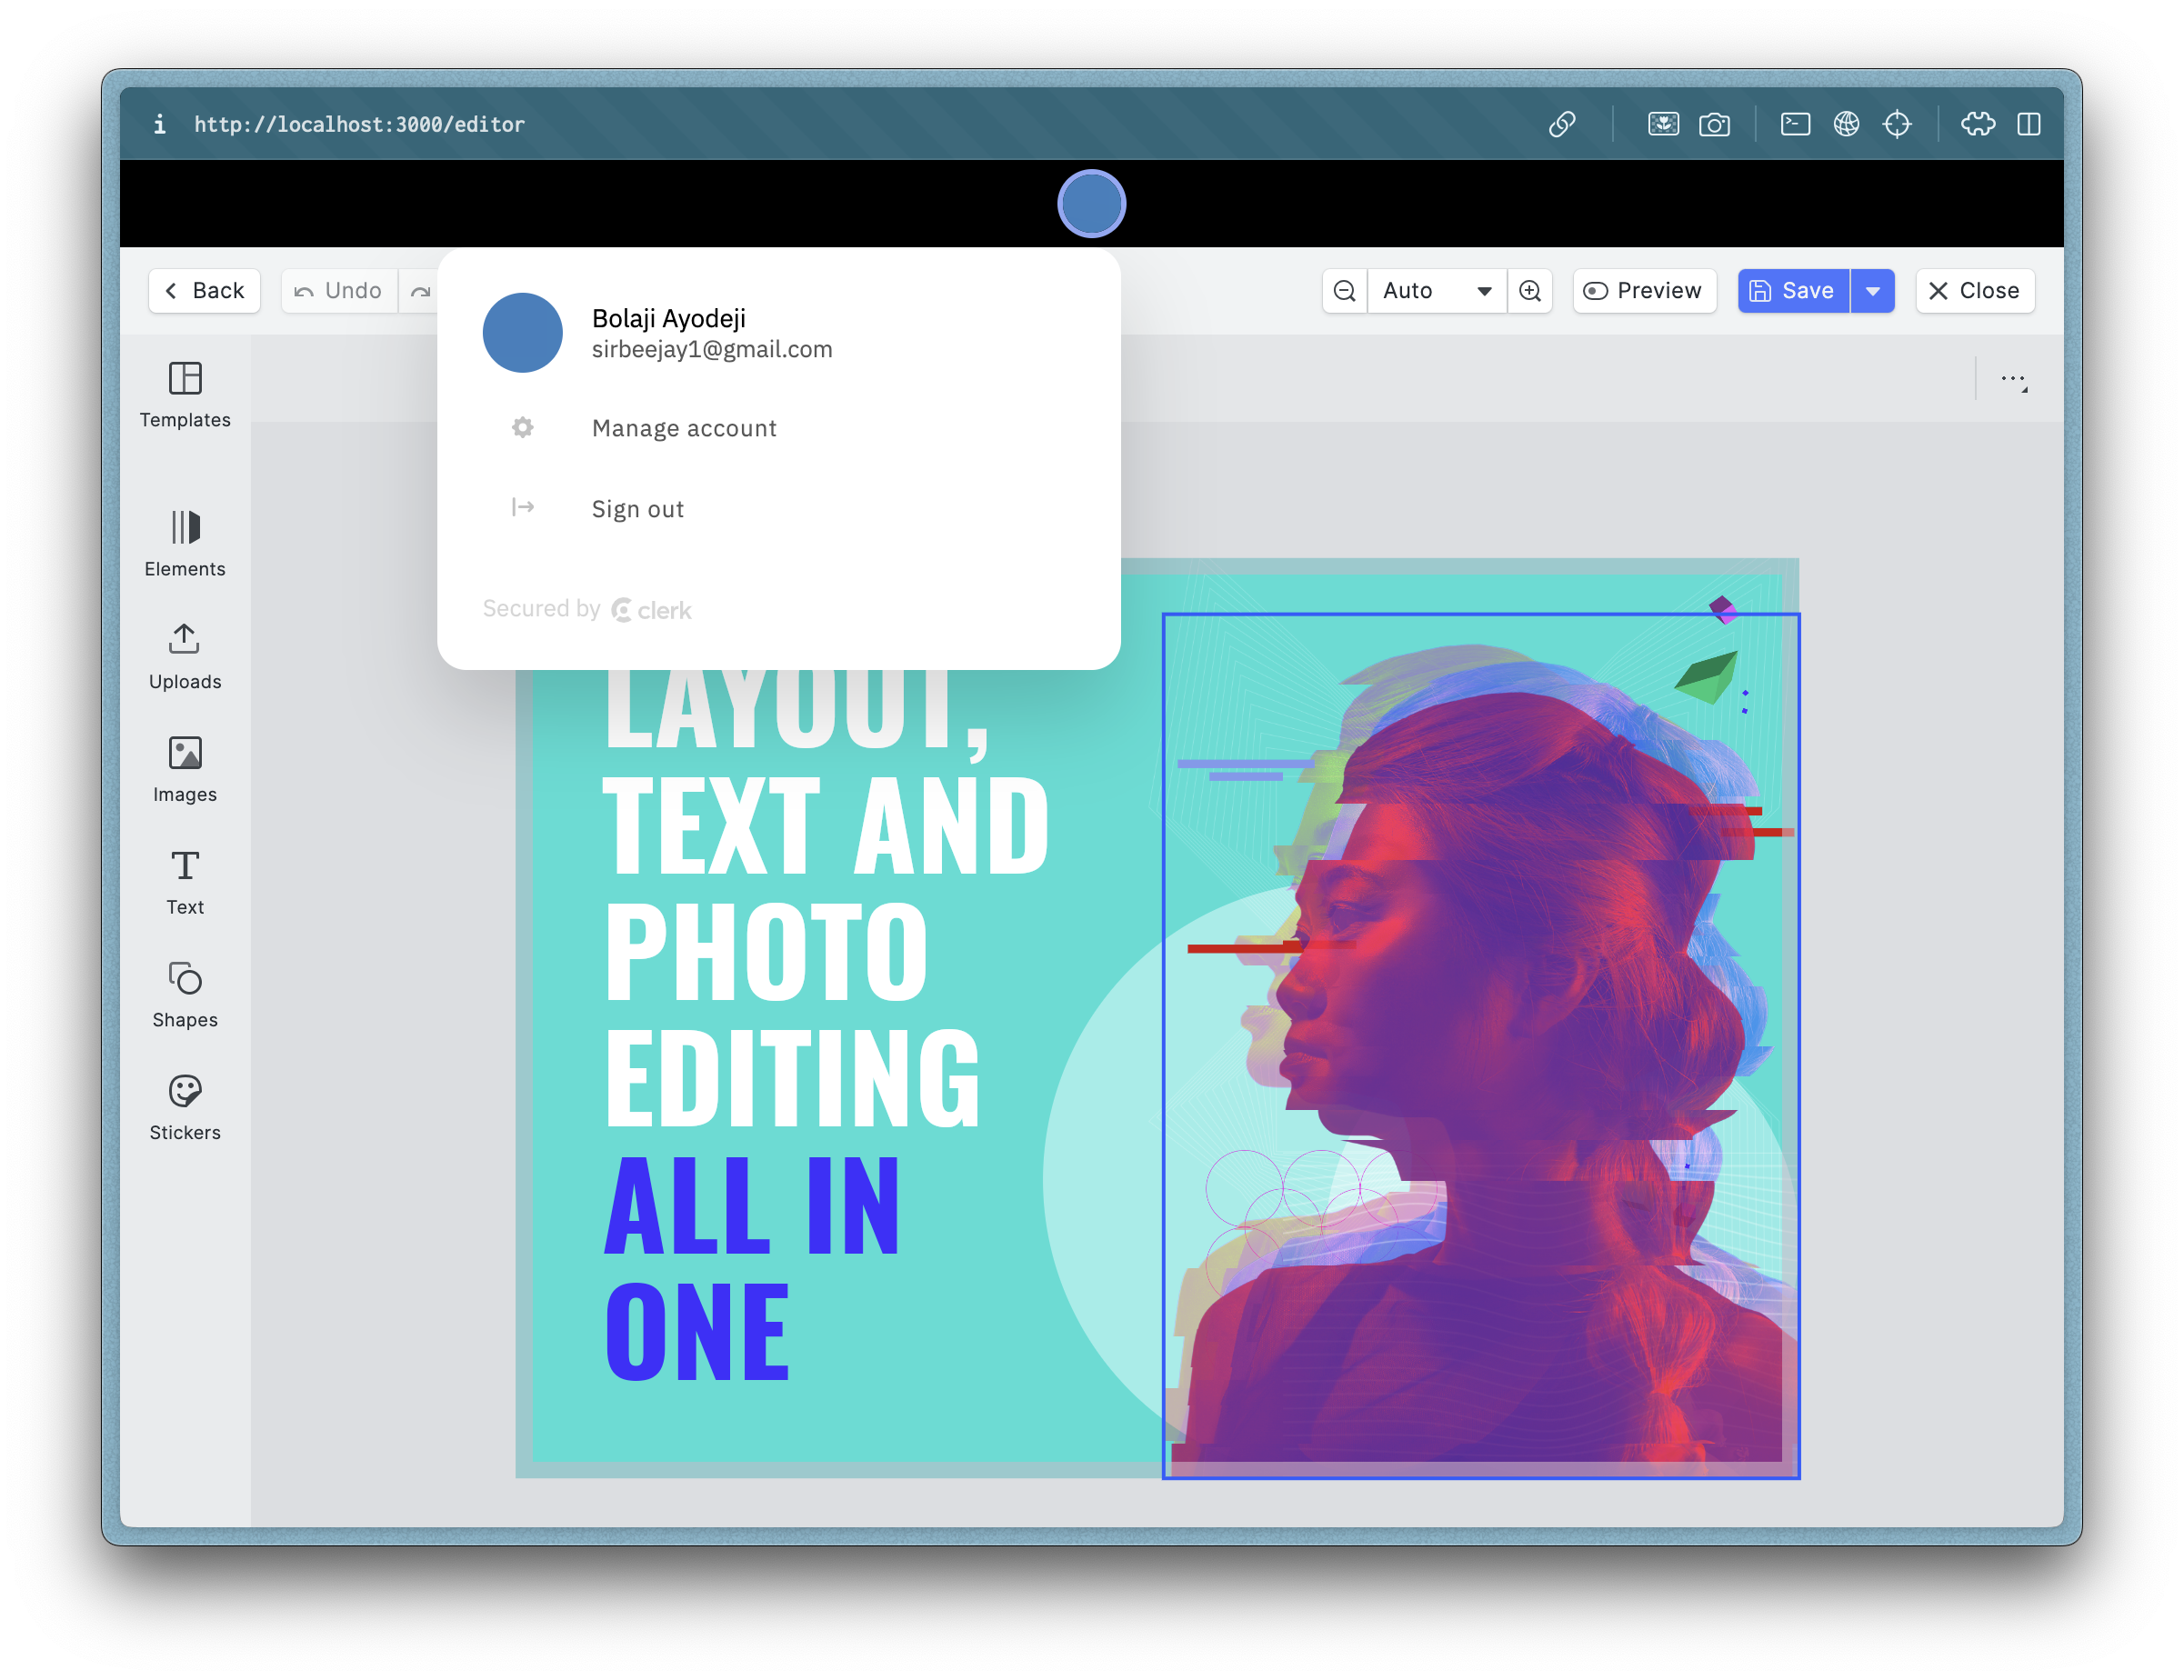 http://localhost:3000/editor
Back
Undo
Auto
Preview
Save
Close
Bolaji Ayodeji
sirbeejay1@gmail.com
Manage account
Sign out
Secured by clerk
Templates
Elements
Uploads
Images
Text
Shapes
Stickers
LAYOUT,
TEXT AND
PHOTO
EDITING
ALL IN
ONE